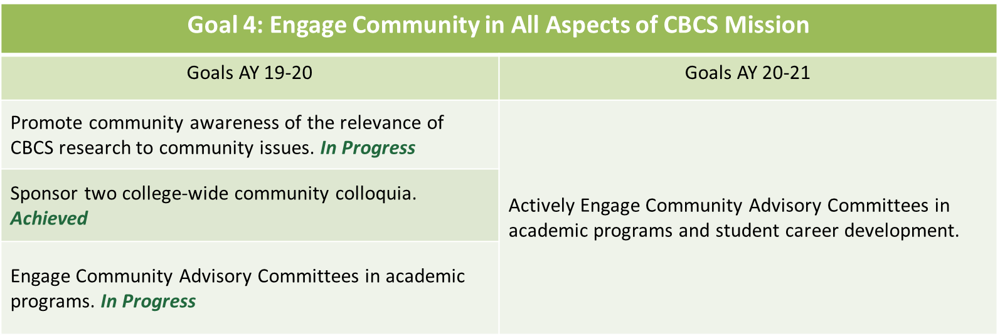 Goal 4: Engage Community in All Aspects of CBCS Mission
Goals AY 19-20
Goals AY 20-21
Promote community awareness of the relevance of
CBCS research to community issues. In Progress
Sponsor two college-wide community colloquia.
Achieved
Engage Community Advisory Committees in academic
programs. In Progress
Actively Engage Community Advisory Committees in
academic programs and student career development.